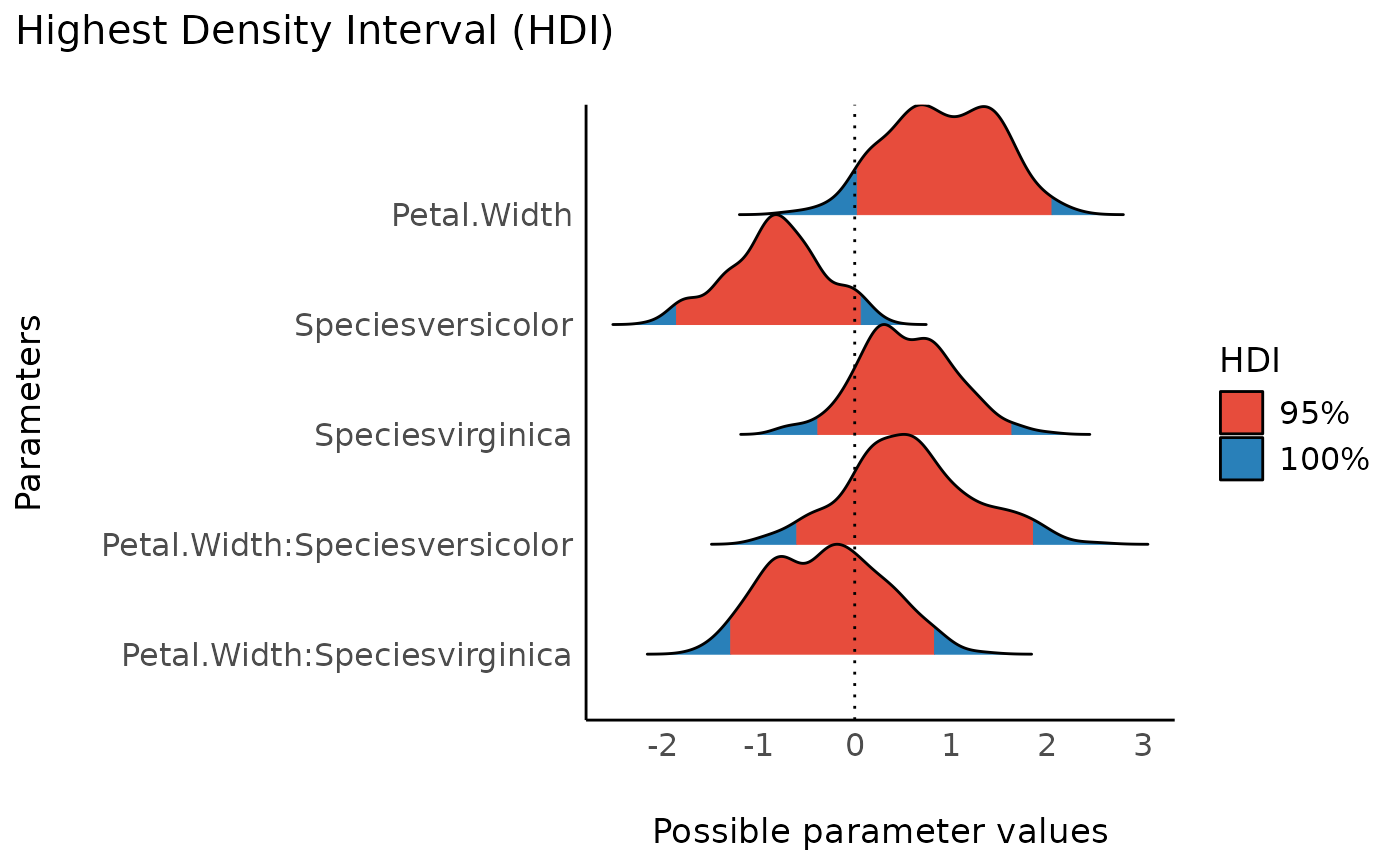 Highest Density Interval (HDI)
Parameters
Petal.Width
Speciesversicolor
Speciesvirginica
Petal.Width:Speciesversicolor
Petal.Width:Speciesvirginica
HDI
95%
100%
-2 -1 0 1 2 3
Possible parameter values